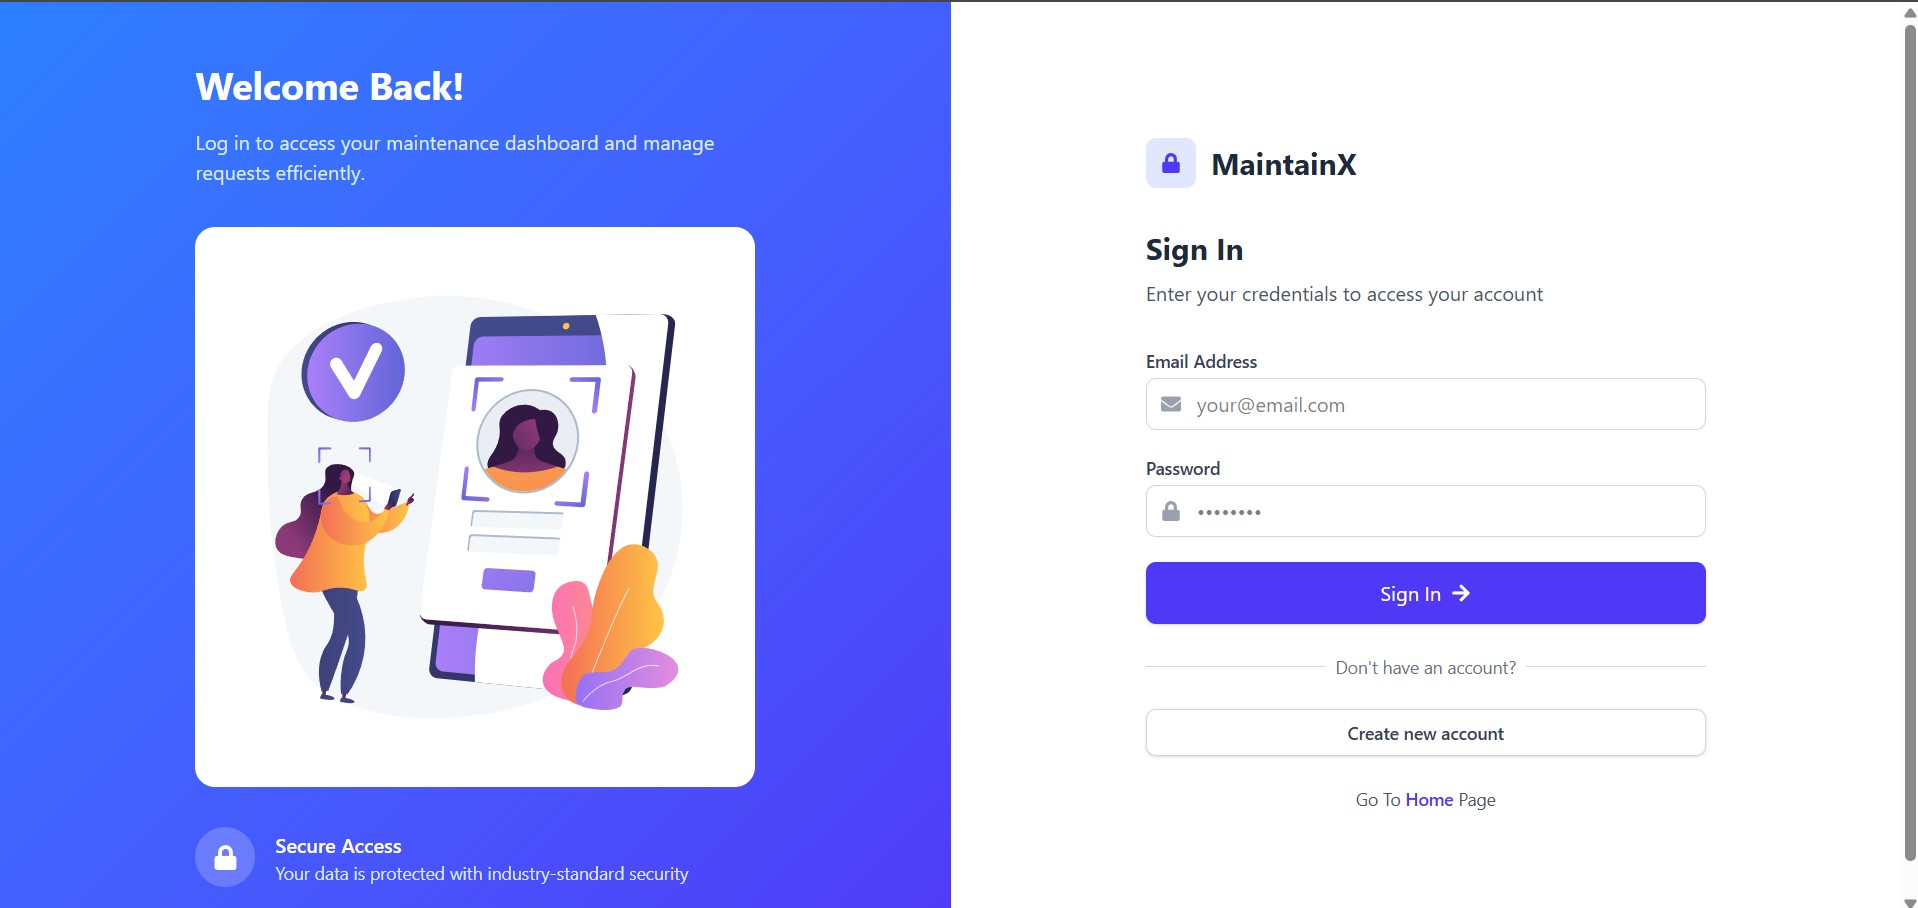 Welcome Back!
Log in to access your maintenance dashboard and manage
requests efficiently.
Secure Access
Your data is protected with industry-standard security
MaintainX
Sign In
Enter your credentials to access your account
Email Address
your@email.com
Password
••••••••
Sign In
Don't have an account?
Create new account
Go To Home Page